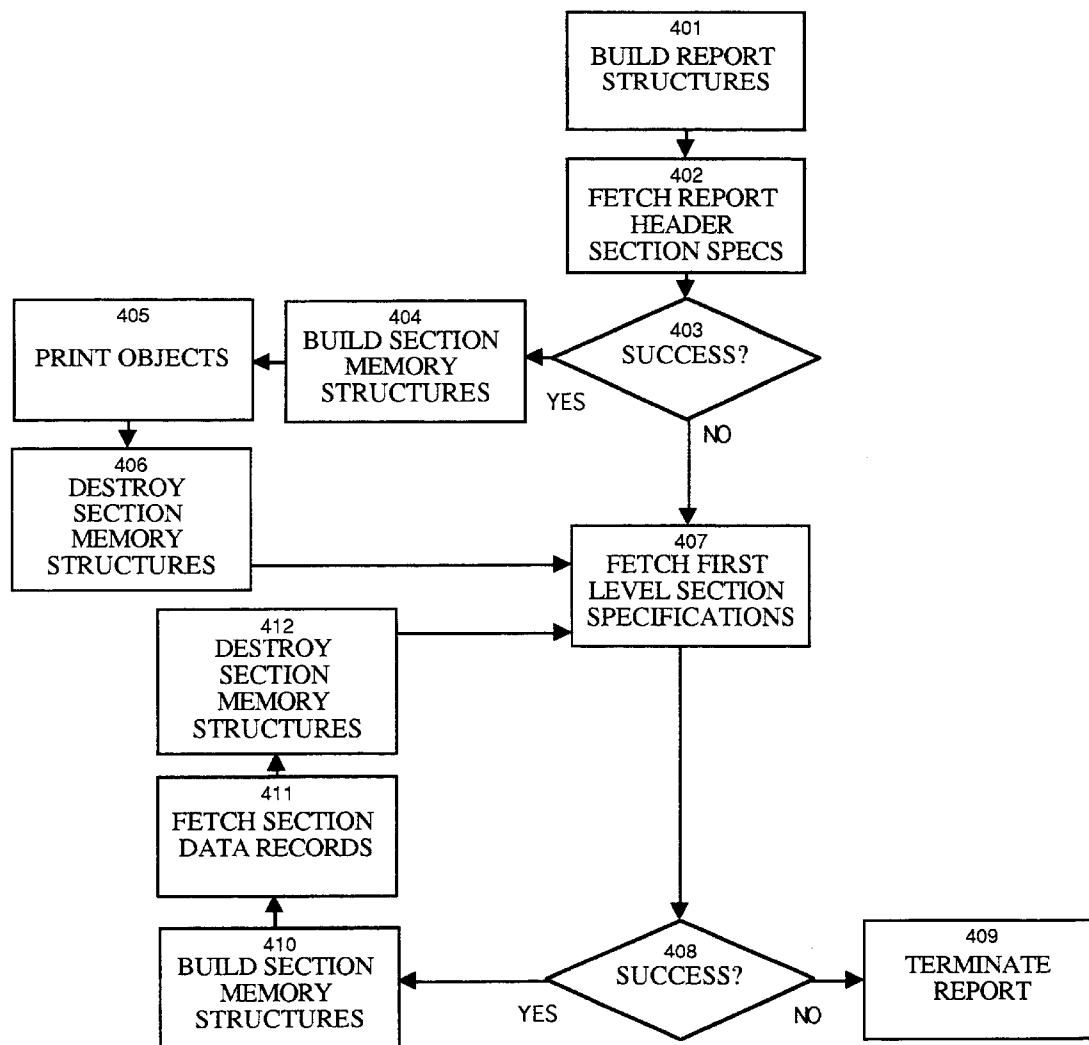 401
BUILD REPORT
STRUCTURES
402
FETCH REPORT
HEADER
SECTION SPECS
403
SUCCESS?
YES
NO
404
BUILD SECTION
MEMORY
STRUCTURES
405
PRINT OBJECTS
406
DESTROY
SECTION
MEMORY
STRUCTURES
407
FETCH FIRST
LEVEL SECTION
SPECIFICATIONS
408
SUCCESS?
YES
NO
409
TERMINATE
REPORT
410
BUILD SECTION
MEMORY
STRUCTURES
411
FETCH SECTION
DATA RECORDS
412
DESTROY
SECTION
MEMORY
STRUCTURES